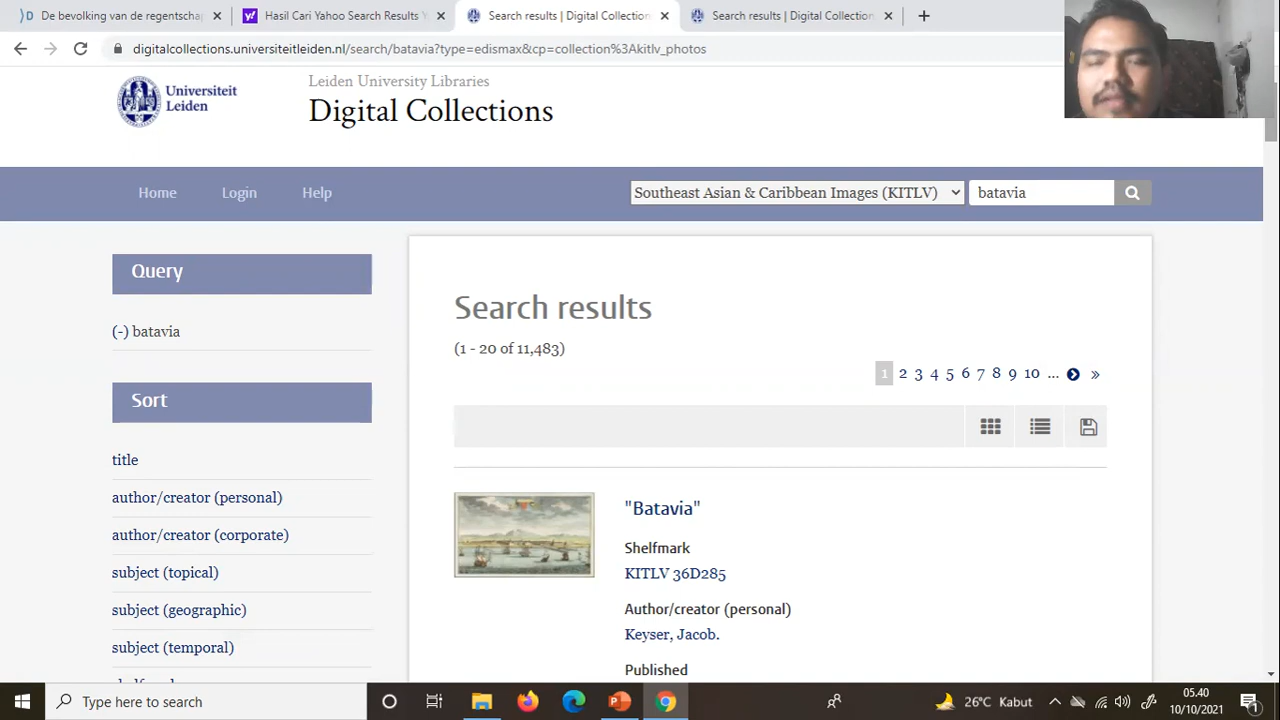 De bevolking van de regentschap
Hasil Cari Yahoo Search Results Y
Search results | Digital Collection
Search results | Digital Collection
digitalcollections.universiteitleiden.nl/search/batavia?type=edismax&cp=collection%3Akitlv_photos
Universiteit
Leiden
Leiden University Libraries
Digital Collections
Home Login Help
Southeast Asian & Caribbean Images (KITLV) batavia
Query
(-) batavia
Sort
title
author/creator (personal)
author/creator (corporate)
subject (topical)
subject (geographic)
subject (temporal)
Search results
(1 - 20 of 11,483)
1 2 3 4 5 6 7 8 9 10 ... »
"Batavia"
Shelfmark
KITLV 36D285
Author/creator (personal)
Keyser, Jacob.
Published
Type here to search
26°C Kabut
05.40
10/10/2021
1